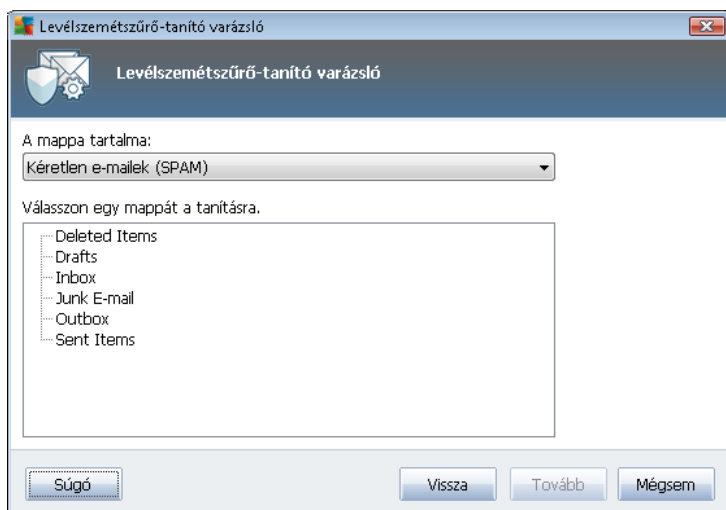 Levélszemétszűrő-tanító varázsló
Levélszemétszűrő-tanító varázsló
A mappa tartalma:
Kéretlen e-mailek (SPAM)
Válasszon egy mappát a tanításra.
Deleted Items
Drafts
Inbox
Junk E-mail
Outbox
Sent Items
Súgó Vissza Tovább Mégsem